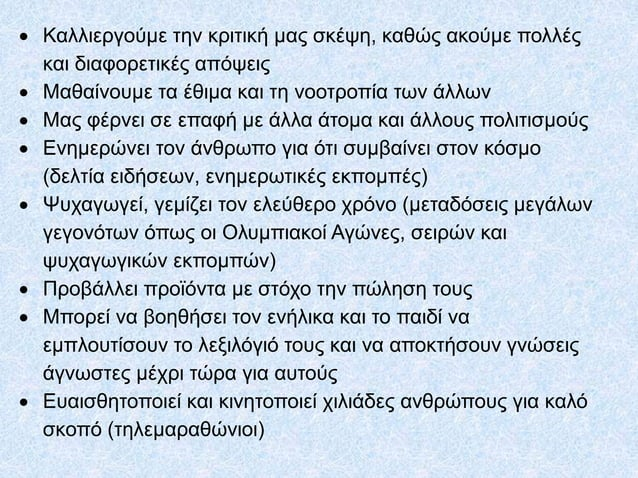 • Καλλιεργούμε την κριτική μας σκέψη, καθώς ακούμε πολλές
και διαφορετικές απόψεις
• Μαθαίνουμε τα έθιμα και τη νοοτροπία των άλλων
• Μας φέρνει σε επαφή με άλλα άτομα και άλλους πολιτισμούς
• Ενημερώνει τον άνθρωπο για ότι συμβαίνει στον κόσμο
(δελτία ειδήσεων, ενημερωτικές εκπομπές)
• Ψυχαγωγεί, γεμίζει τον ελεύθερο χρόνο (μεταδόσεις μεγάλων
γεγονότων όπως οι Ολυμπιακοί Αγώνες, σειρών και
ψυχαγωγικών εκπομπών)
• Προβάλλει προϊόντα με στόχο την πώληση τους
• Μπορεί να βοηθήσει τον ενήλικα και το παιδί να
εμπλουτίσουν το λεξιλόγιό τους και να αποκτήσουν γνώσεις
άγνωστες μέχρι τώρα για αυτούς
• Ευαισθητοποιεί και κινητοποιεί χιλιάδες ανθρώπους για καλό
σκοπό (τηλεμαραθώνιοι)